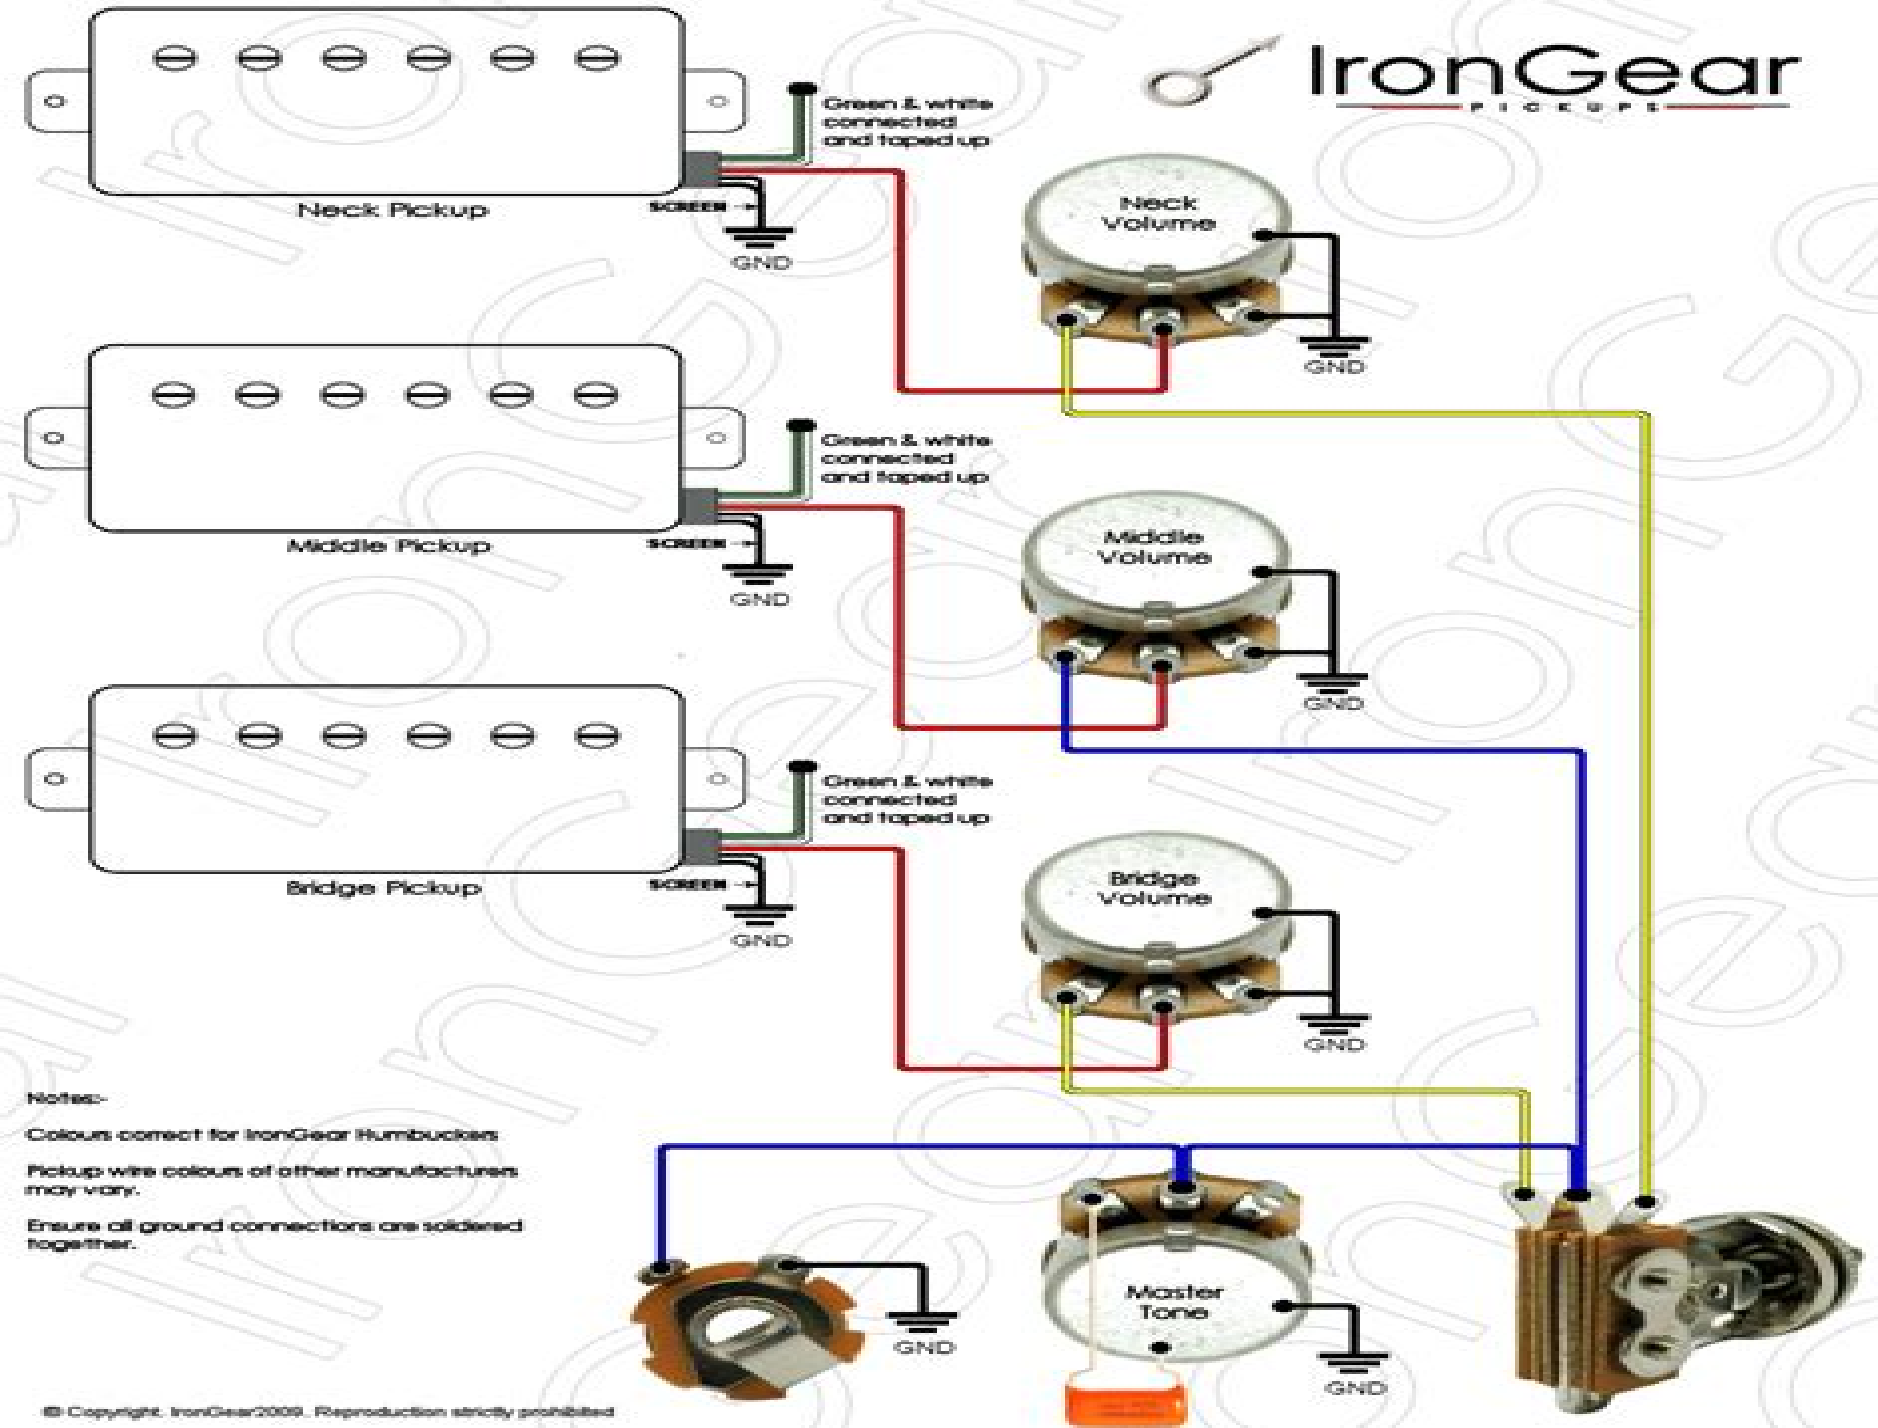 IronGear
PICKUPS
Green & white
connected
and taped up
SCREEN
GND
Neck Pickup
Neck
Volume
GND
Green & white
connected
and taped up
SCREEN
GND
Middle Pickup
Middle
Volume
GND
Green & white
connected
and taped up
SCREEN
GND
Bridge Pickup
Bridge
Volume
GND
Notes:-
Colours correct for IronGear Humbuckers
Pickup wire colours of other manufacturers
may vary.
Ensure all ground connections are soldered
together.
GND
Master
Tone
GND
© Copyright. IronGear2009. Reproduction strictly prohibited